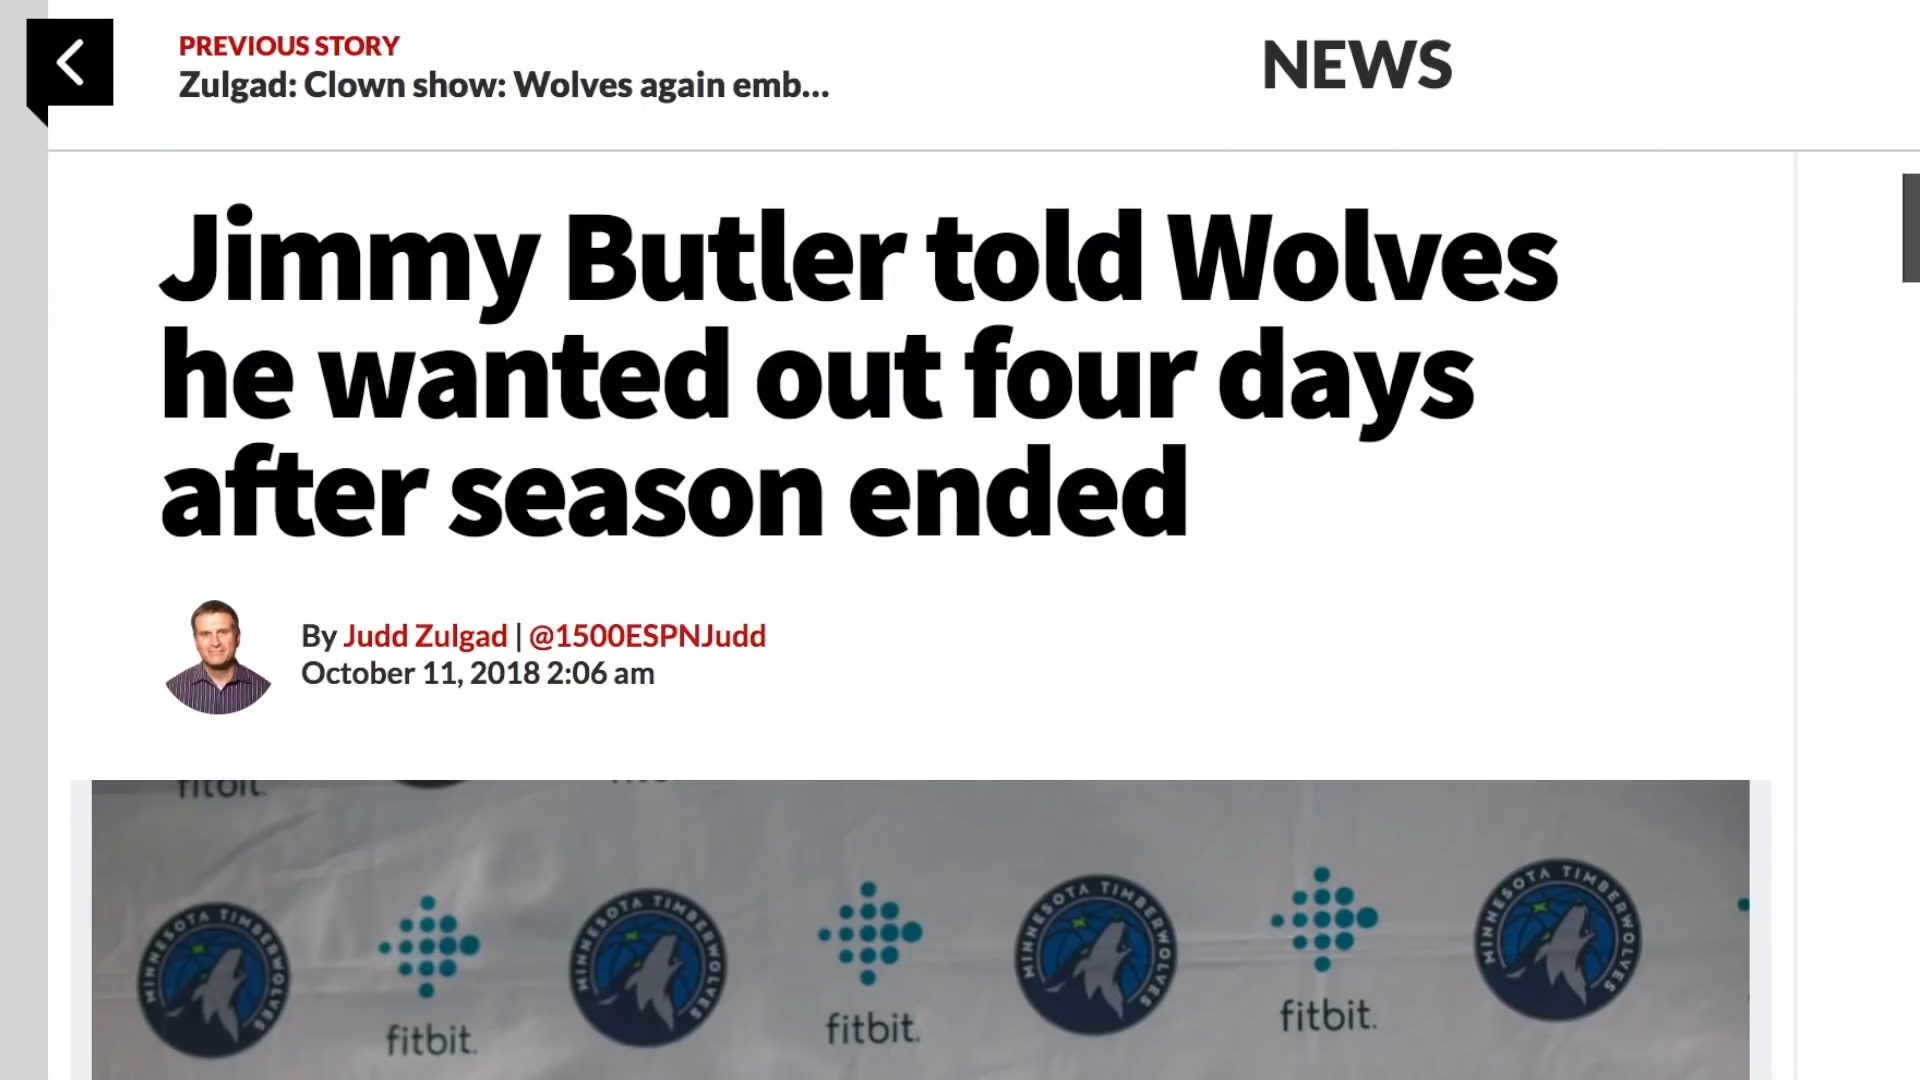 PREVIOUS STORY
Zulgad: Clown show: Wolves again emb...
NEWS
Jimmy Butler told Wolves
he wanted out four days
after season ended
By Judd Zulgad | @1500ESPNJudd
October 11, 2018 2:06 am
fitbit.
MINNESOTA TIMBERWOLVES
fitbit.
MINNESOTA TIMBERWOLVES
fitbit.
MINNESOTA TIMBERWOLVES
fitbit.
MINNESOTA TIMBERWOLVES